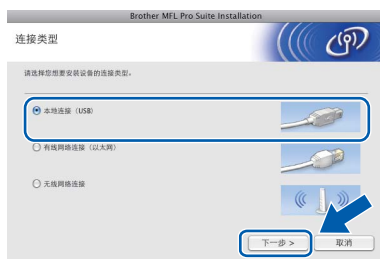 Brother MFL Pro Suite Installation
连接类型
请选择您想要安装设备的连接类型。
本地连接（USB）
有线网络连接（以太网）
无线网络连接
下一步 >
取消